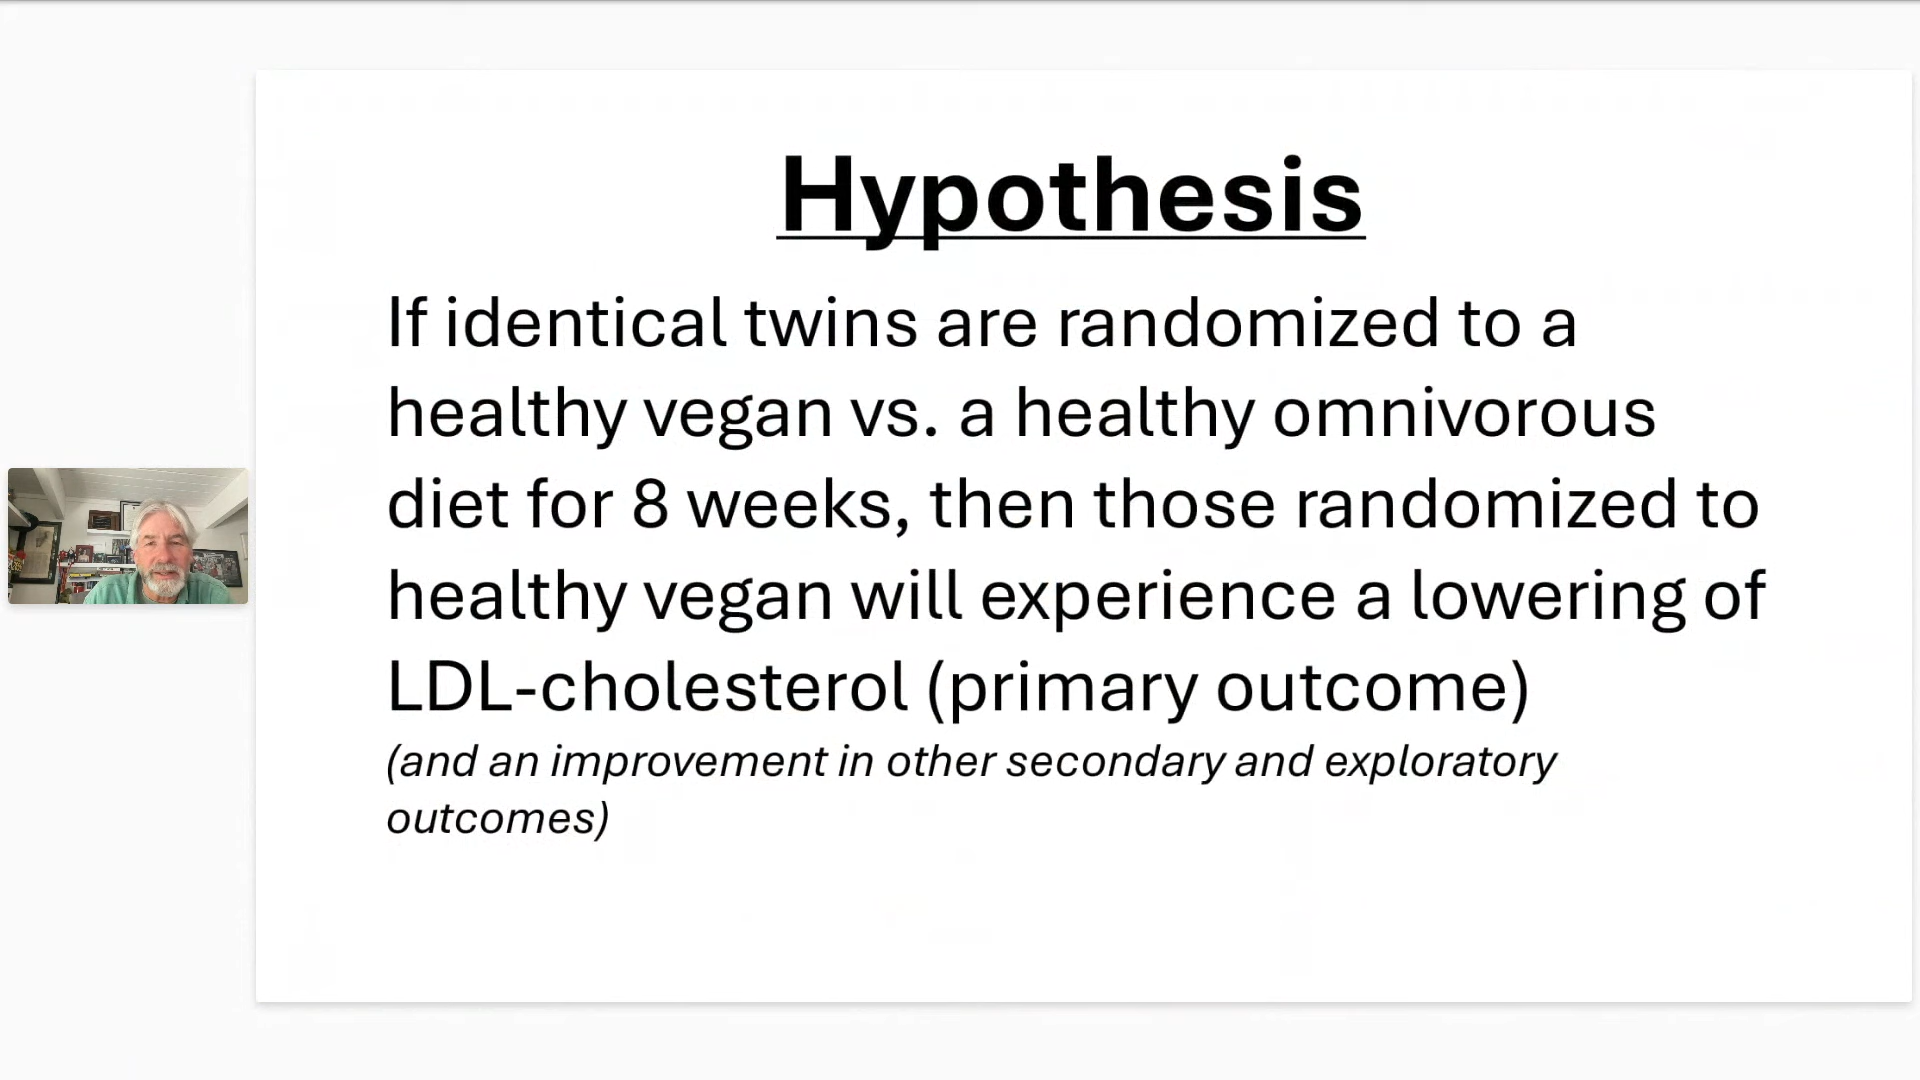 Hypothesis
If identical twins are randomized to a
healthy vegan vs. a healthy omnivorous
diet for 8 weeks, then those randomized to
healthy vegan will experience a lowering of
LDL-cholesterol (primary outcome)
(and an improvement in other secondary and exploratory
outcomes)